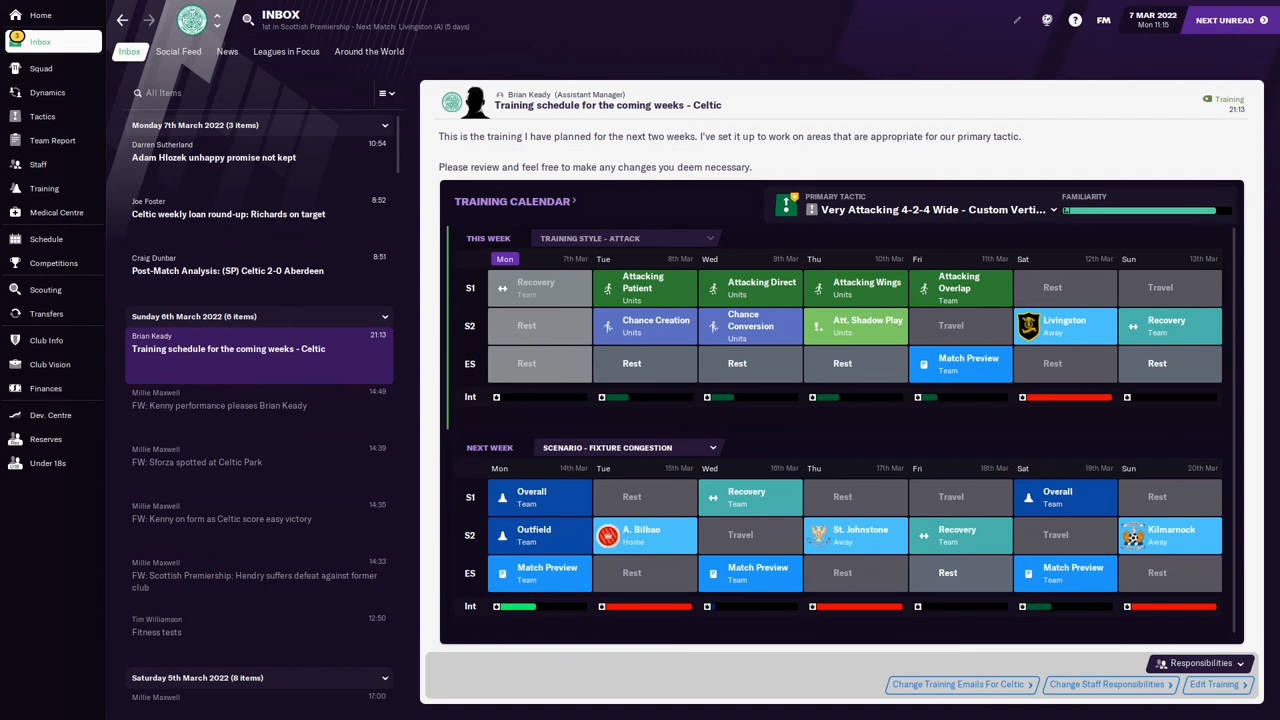 Home
3
Inbox
Squad
Dynamics
Tactics
Team Report
Staff
Training
Medical Centre
Schedule
Competitions
Scouting
Transfers
Club Info
Club Vision
Finances
Dev. Centre
Reserves
Under 18s
INBOX
1st in Scottish Premiership - Next Match: Livingston (A) (5 days)
FM
7 MAR 2022
Mon 11:15
NEXT UNREAD
Inbox
Social Feed
News
Leagues in Focus
Around the World
All Items
Monday 7th March 2022 (3 items)
Darren Sutherland 10:54
Adam Hlozek unhappy promise not kept
Joe Foster 8:52
Celtic weekly loan round-up: Richards on target
Craig Dunbar 8:51
Post-Match Analysis: (SP) Celtic 2-0 Aberdeen
Sunday 6th March 2022 (6 items)
Brian Keady 21:13
Training schedule for the coming weeks - Celtic
Millie Maxwell 14:49
FW: Kenny performance pleases Brian Keady
Millie Maxwell 14:39
FW: Sforza spotted at Celtic Park
Millie Maxwell 14:35
FW: Kenny on form as Celtic score easy victory
Millie Maxwell 14:33
FW: Scottish Premiership: Hendry suffers defeat against former
club
Tim Williamson 12:50
Fitness tests
Saturday 5th March 2022 (8 items)
Millie Maxwell 17:00
Brian Keady (Assistant Manager)
Training schedule for the coming weeks - Celtic
Training
21:13
This is the training I have planned for the next two weeks. I've set it up to work on areas that are appropriate for our primary tactic.
Please review and feel free to make any changes you deem necessary.
TRAINING CALENDAR
PRIMARY TACTIC
Very Attacking 4-2-4 Wide - Custom Verti...
FAMILIARITY
THIS WEEK
TRAINING STYLE - ATTACK
Mon 7th Mar Tue 8th Mar Wed 9th Mar Thu 10th Mar Fri 11th Mar Sat 12th Mar Sun 13th Mar
S1
Recovery
Team
Attacking
Patient
Units
Attacking Direct
Units
Attacking Wings
Units
Attacking
Overlap
Team
Rest
Travel
S2
Rest
Chance Creation
Units
Chance
Conversion
Units
Att. Shadow Play
Units
Travel
Livingston
Away
Recovery
Team
ES
Rest
Rest
Rest
Rest
Match Preview
Team
Rest
Rest
Int
NEXT WEEK
SCENARIO - FIXTURE CONGESTION
Mon 14th Mar Tue 15th Mar Wed 16th Mar Thu 17th Mar Fri 18th Mar Sat 19th Mar Sun 20th Mar
S1
Overall
Team
Rest
Recovery
Team
Rest
Travel
Overall
Team
Rest
S2
Outfield
Team
A. Bilbao
Home
Travel
St. Johnstone
Away
Recovery
Team
Travel
Kilmarnock
Away
ES
Match Preview
Team
Rest
Match Preview
Team
Rest
Rest
Match Preview
Team
Rest
Int
Responsibilities
Change Training Emails For Celtic
Change Staff Responsibilities
Edit Training